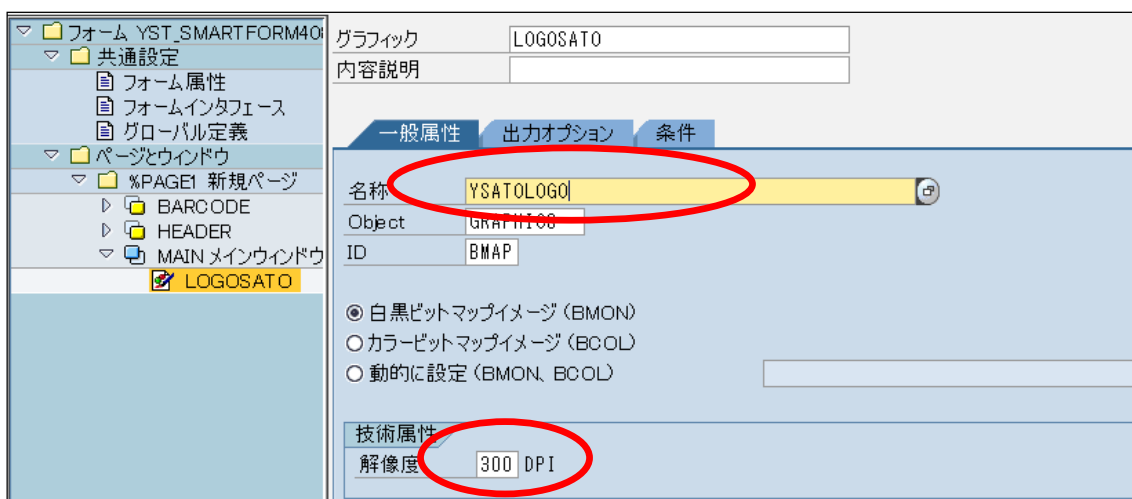 フォーム YST_SMARTFORM40
共通設定
フォーム属性
フォームインタフェース
グローバル定義
ページとウィンドウ
%PAGE1 新規ページ
BARCODE
HEADER
MAIN メインウィンドウ
LOGOSATO
グラフィック LOGOSATO
内容説明
一般属性 出力オプション 条件
名称 YSATOLOGO
Object GRAPHICS
ID BMAP
白黒ビットマップイメージ (BMON)
カラービットマップイメージ (BCOL)
動的に設定 (BMON、BCOL)
技術属性
解像度 300 DPI